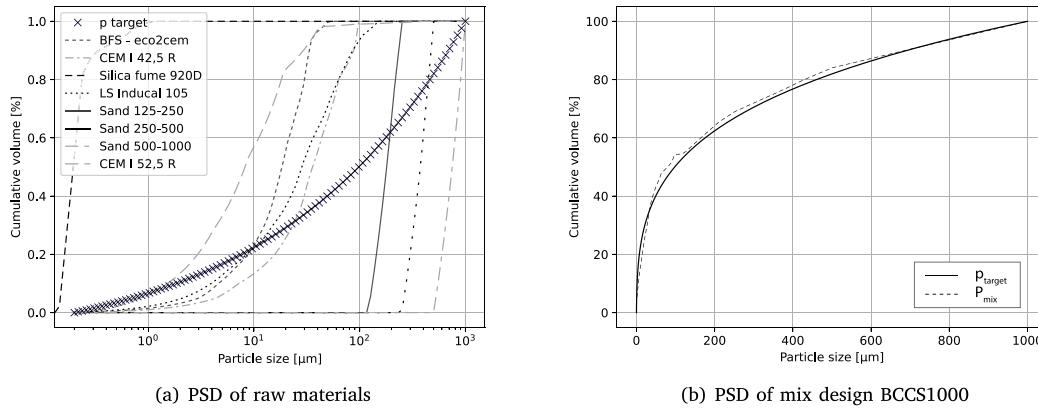 p target
BFS - eco2cem
CEM I 42,5 R
Silica fume 920D
LS Inducal 105
Sand 125-250
Sand 250-500
Sand 500-1000
CEM I 52,5 R
1.0
0.8
0.6
0.4
0.2
0.0
Cumulative volume [%]
10⁰
10¹
10²
10³
Particle size [μm]
(a) PSD of raw materials
100
80
60
40
20
0
Cumulative volume [%]
p_target
P_mix
0
200
400
600
800
1000
Particle size [μm]
(b) PSD of mix design BCCS1000